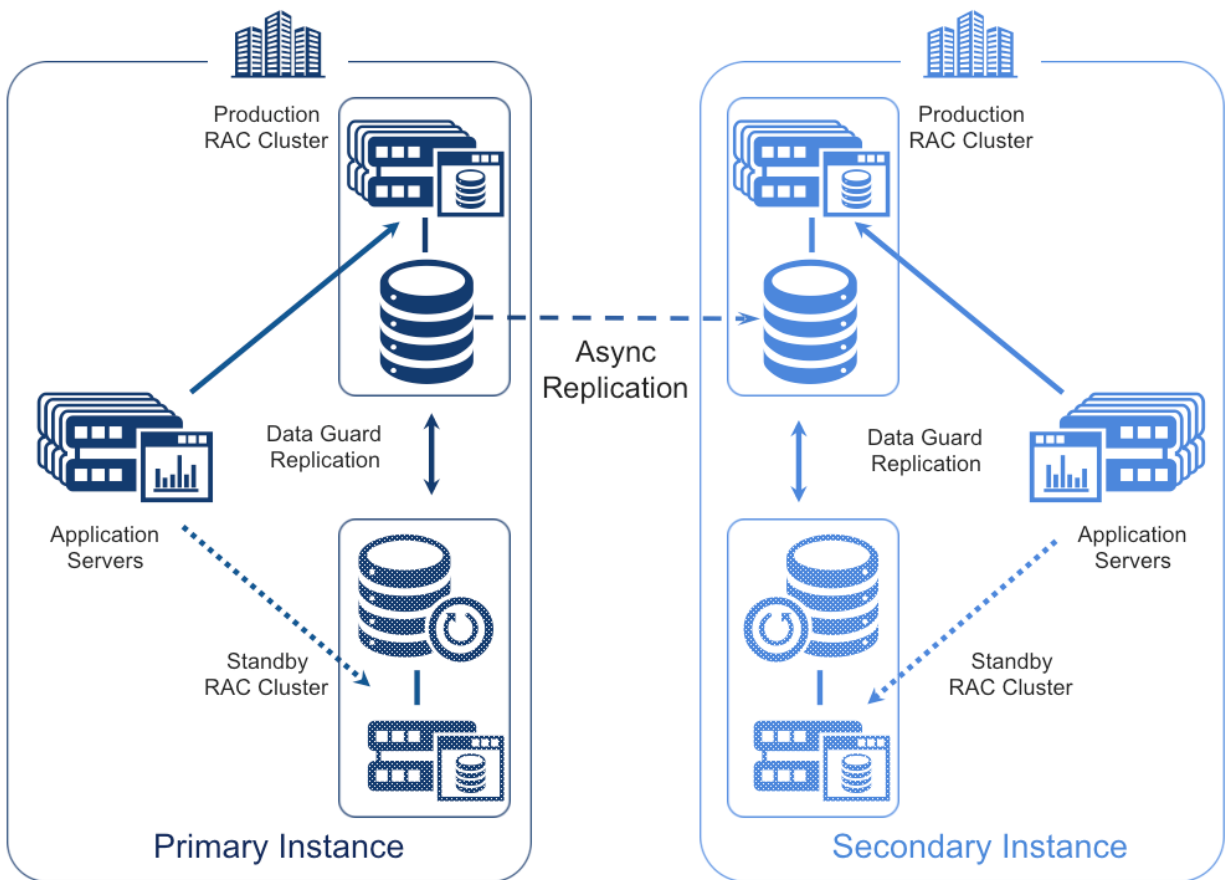 Production
RAC Cluster
Production
RAC Cluster
Async
Replication
Data Guard
Replication
Data Guard
Replication
Application
Servers
Application
Servers
Standby
RAC Cluster
Standby
RAC Cluster
Primary Instance
Secondary Instance